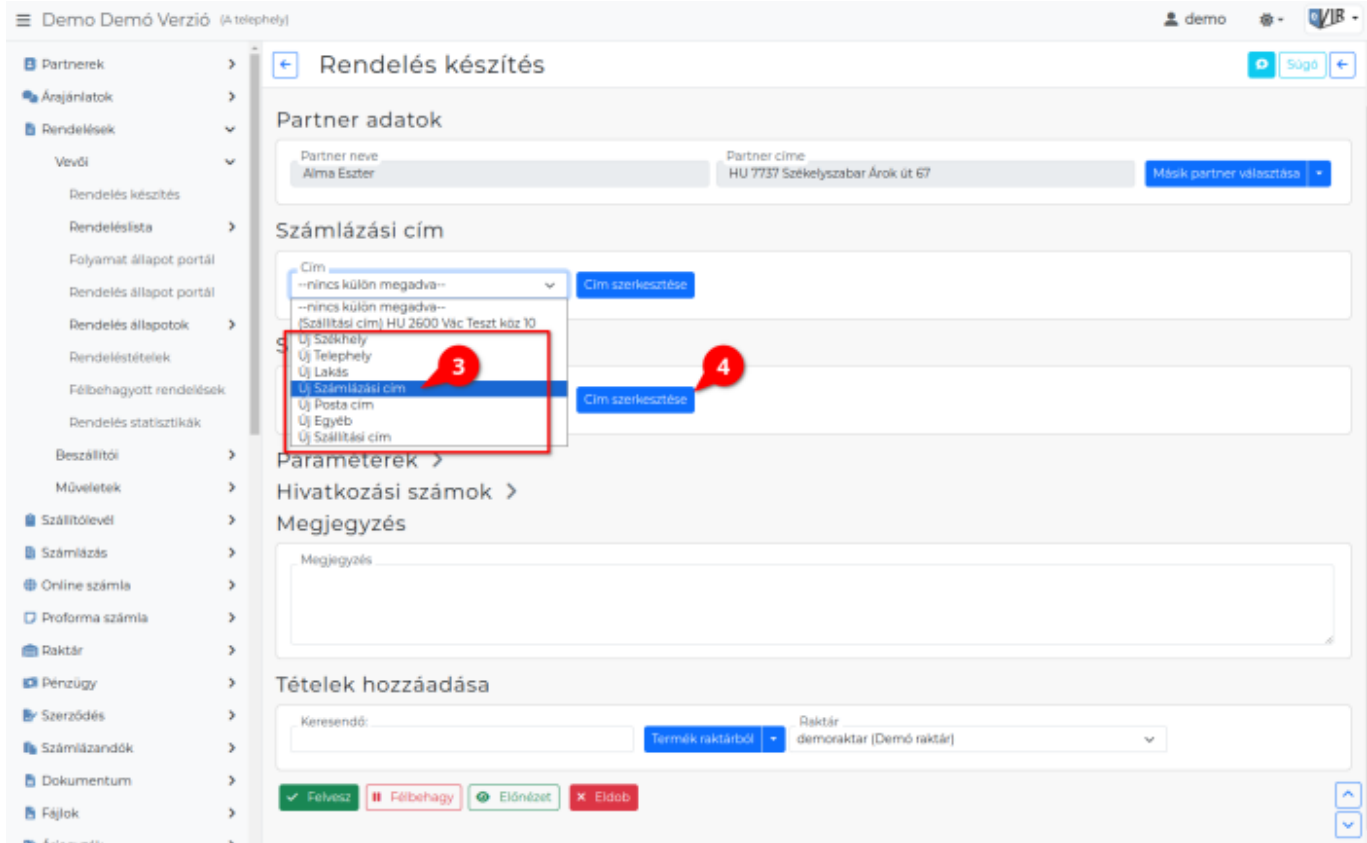 Demo Demó Verzió (A telephely)
demo
VIR
Partnerek
Árajánlatok
Rendelések
Vevői
Rendelés készítés
Rendeléslista
Folyamat állapot portál
Rendelés állapot portál
Rendelés állapotok
Rendeléstételek
Félbehagyott rendelések
Rendelés statisztikák
Beszállítói
Műveletek
Szállítólevél
Számlázás
Online számla
Proforma számla
Raktár
Pénzügy
Szerződés
Számlázandók
Dokumentum
Fájlok
Rendelés készítés
Súgó
Partner adatok
Partner neve
Alma Eszter
Partner címe
HU 7737 Székelyszabar Árok út 67
Másik partner választása
Számlázási cím
Cím
--nincs külön megadva--
Cím szerkesztése
--nincs külön megadva--
(Szállítási cím) HU 2600 Vác Teszt köz 10
Új Székhely
Új Telephely
Új Lakás
Új Számlázási cím
Új Posta cím
Új Egyéb
Új Szállítási cím
3
4
S
Cím szerkesztése
Paraméterek
Hivatkozási számok
Megjegyzés
Megjegyzés
Tételek hozzáadása
Keresendő:
Termék raktárból
Raktár
demoraktar (Demó raktár)
Felvesz
Félbehagy
Előnézet
Eldob